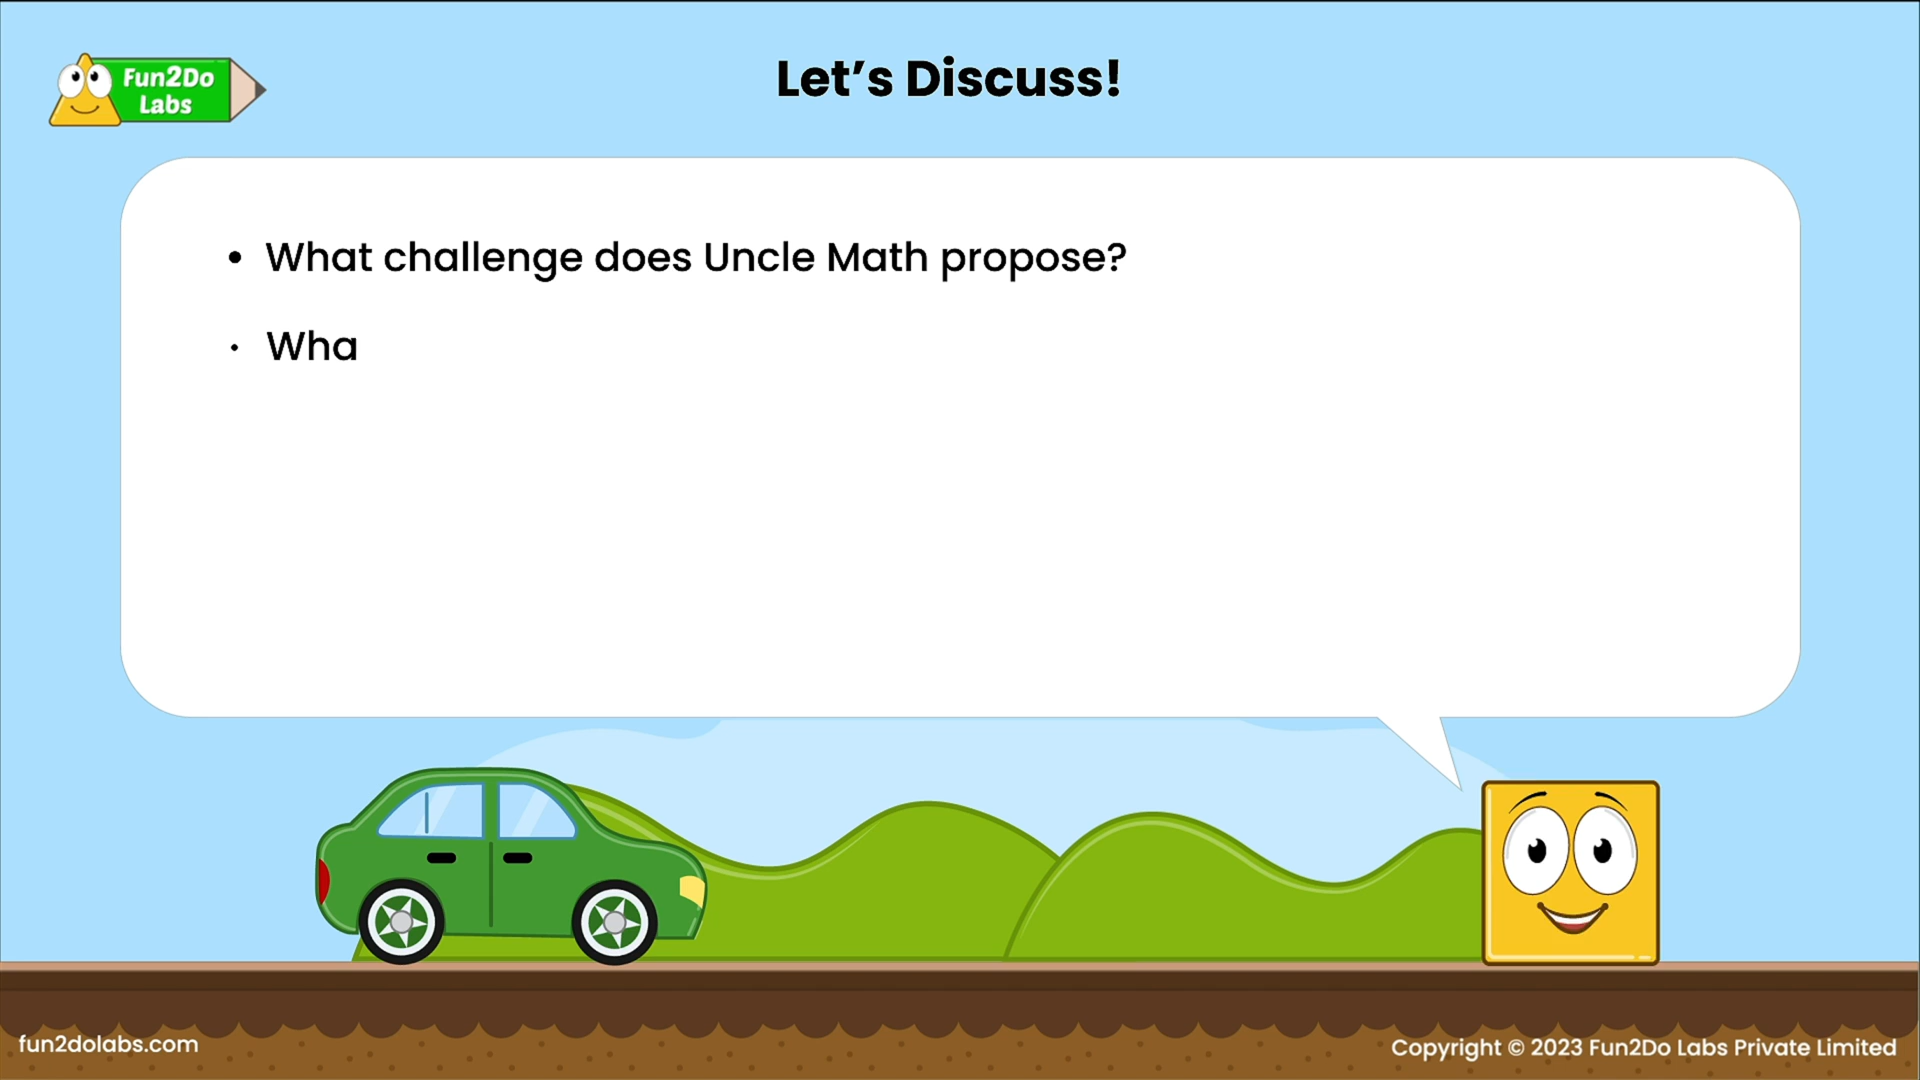 Fun2Do
Labs
Let’s Discuss!
• What challenge does Uncle Math propose?
• Wha
fun2dolabs.com
Copyright © 2023 Fun2Do Labs Private Limited